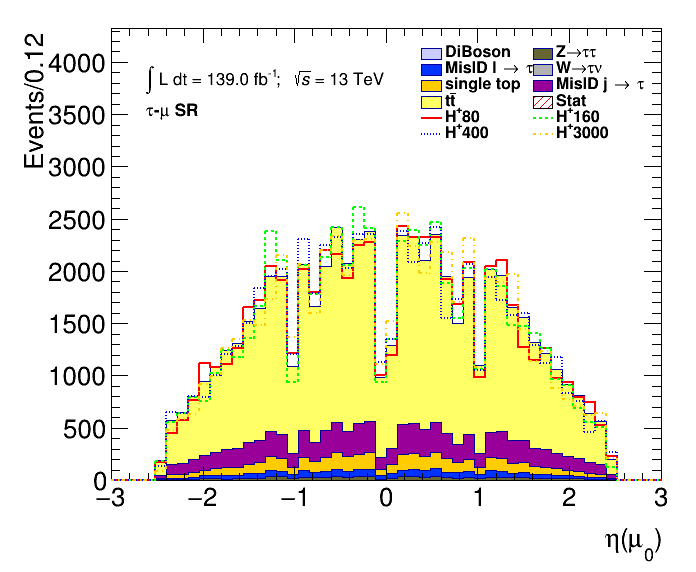 Events/0.12
4000
3500
3000
2500
2000
1500
1000
500
0
∫ L dt = 139.0 fb⁻¹; √s = 13 TeV
τ-μ SR
DiBoson Z→ττ
MisID l → τ W→τν
single top MisID j → τ
tt̄ Stat
H⁺80 H⁺160
H⁺400 H⁺3000
−3 −2 −1 0 1 2 3
η(μ₀)